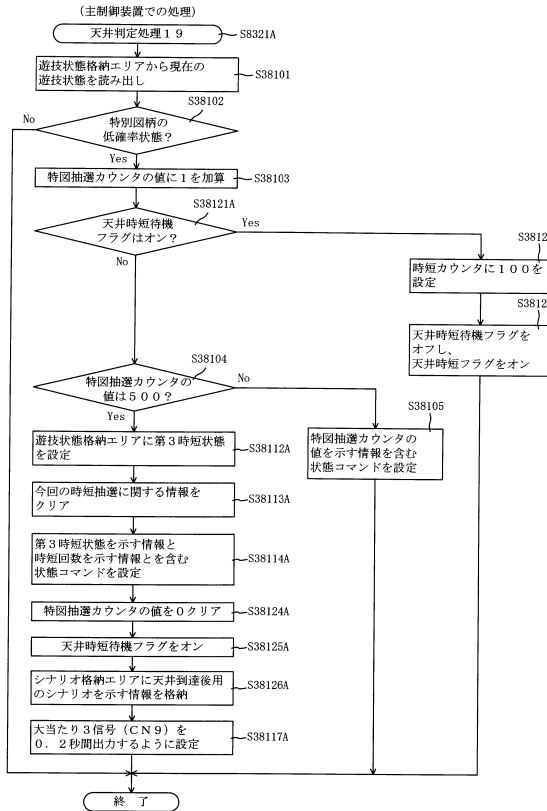 (主制御装置での処理)
天井判定処理19
S8321A
遊技状態格納エリアから現在の
遊技状態を読み出し
S38101
S38102
No
特別図柄の
低確率状態?
Yes
特図抽選カウンタの値に1を加算
S38103
S38121A
天井時短待機
フラグはオン?
Yes
No
S3812
時短カウンタに100を
設定
S3812
天井時短待機フラグを
オフし、
天井時短フラグをオン
S38104
特図抽選カウンタの
値は500?
No
Yes
S38105
特図抽選カウンタの
値を示す情報を含む
状態コマンドを設定
遊技状態格納エリアに第3時短状態
を設定
S38112A
今回の時短抽選に関する情報を
クリア
S38113A
第3時短状態を示す情報と
時短回数を示す情報とを含む
状態コマンドを設定
S38114A
特図抽選カウンタの値を0クリア
S38124A
天井時短待機フラグをオン
S38125A
シナリオ格納エリアに天井到達後用
のシナリオを示す情報を格納
S38126A
大当たり3信号(CN9)を
0.2秒間出力するように設定
S38117A
終了